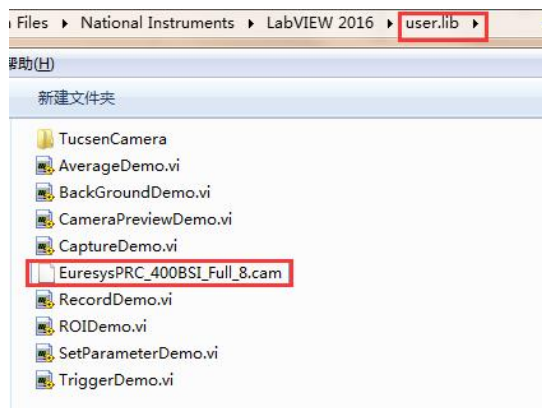 Files ▸ National Instruments ▸ LabVIEW 2016 ▸ user.lib ▸
帮助(H)
新建文件夹
TucsenCamera
AverageDemo.vi
BackGroundDemo.vi
CameraPreviewDemo.vi
CaptureDemo.vi
EuresysPRC_400BSI_Full_8.cam
RecordDemo.vi
ROIDemo.vi
SetParameterDemo.vi
TriggerDemo.vi